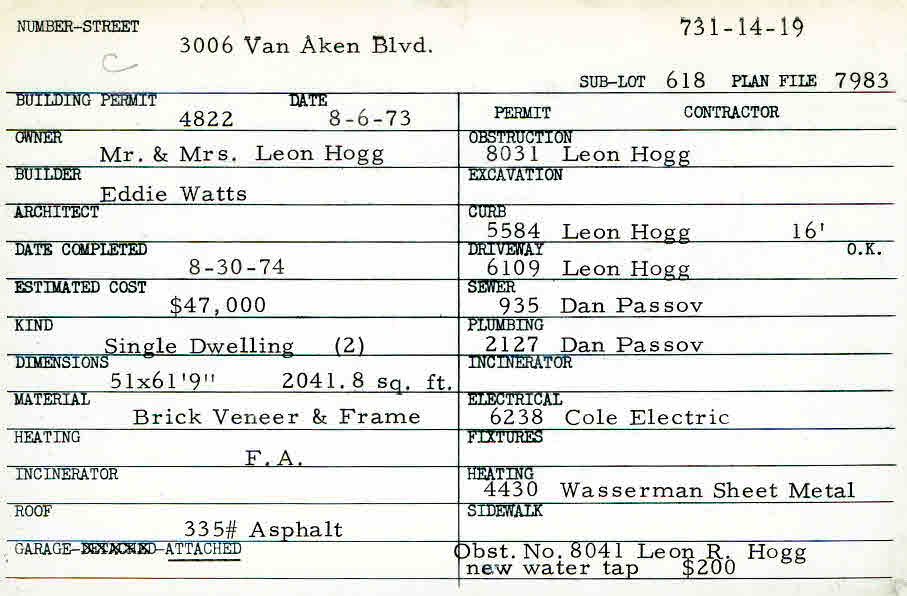 NUMBER-STREET 731-14-19
3006 Van Aken Blvd.
SUB-LOT 618 PLAN FILE 7983
BUILDING PERMIT DATE
4822 8-6-73
PERMIT CONTRACTOR
OWNER
Mr. & Mrs. Leon Hogg
OBSTRUCTION
8031 Leon Hogg
BUILDER
Eddie Watts
EXCAVATION
ARCHITECT
CURB
5584 Leon Hogg 16'
DATE COMPLETED
8-30-74
DRIVEWAY O.K.
6109 Leon Hogg
ESTIMATED COST
$47,000
SEWER
935 Dan Passov
KIND
Single Dwelling (2)
PLUMBING
2127 Dan Passov
DIMENSIONS
51x61'9" 2041.8 sq. ft.
INCINERATOR
MATERIAL
Brick Veneer & Frame
ELECTRICAL
6238 Cole Electric
HEATING
F.A.
FIXTURES
INCINERATOR
HEATING
4430 Wasserman Sheet Metal
ROOF
335# Asphalt
SIDEWALK
GARAGE-DETACHED-ATTACHED
Obst. No. 8041 Leon R. Hogg
new water tap $200